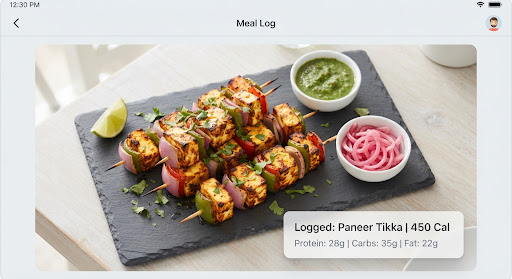 12:30 PM
Meal Log
Logged: Paneer Tikka | 450 Cal
Protein: 28g | Carbs: 35g | Fat: 22g